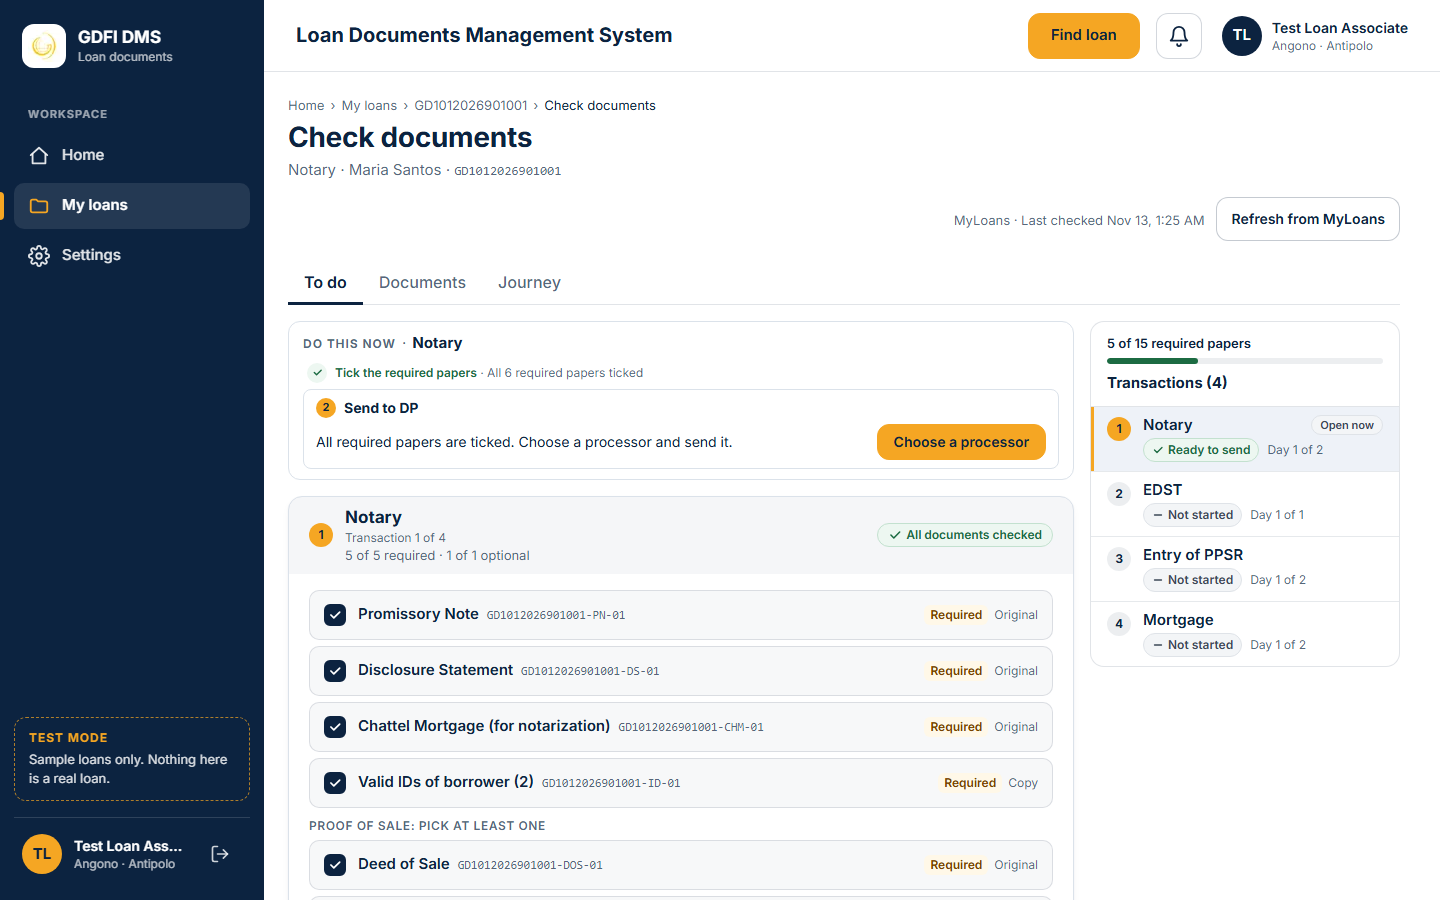 GDFI DMS
Loan documents
WORKSPACE
Home
My loans
Settings
TEST MODE
Sample loans only. Nothing here
is a real loan.
TL
Test Loan Ass...
Angono · Antipolo
Loan Documents Management System
Find loan
TL
Test Loan Associate
Angono · Antipolo
Home › My loans › GD1012026901001 › Check documents
Check documents
Notary · Maria Santos · GD1012026901001
MyLoans · Last checked Nov 13, 1:25 AM
Refresh from MyLoans
To do
Documents
Journey
DO THIS NOW · Notary
Tick the required papers · All 6 required papers ticked
2 Send to DP
All required papers are ticked. Choose a processor and send it.
Choose a processor
1
Notary
Transaction 1 of 4
5 of 5 required · 1 of 1 optional
All documents checked
Promissory Note GD1012026901001-PN-01 Required Original
Disclosure Statement GD1012026901001-DS-01 Required Original
Chattel Mortgage (for notarization) GD1012026901001-CHM-01 Required Original
Valid IDs of borrower (2) GD1012026901001-ID-01 Required Copy
PROOF OF SALE: PICK AT LEAST ONE
Deed of Sale GD1012026901001-DOS-01 Required Original
5 of 15 required papers
Transactions (4)
1 Notary Open now
Ready to send Day 1 of 2
2 EDST
Not started Day 1 of 1
3 Entry of PPSR
Not started Day 1 of 2
4 Mortgage
Not started Day 1 of 2